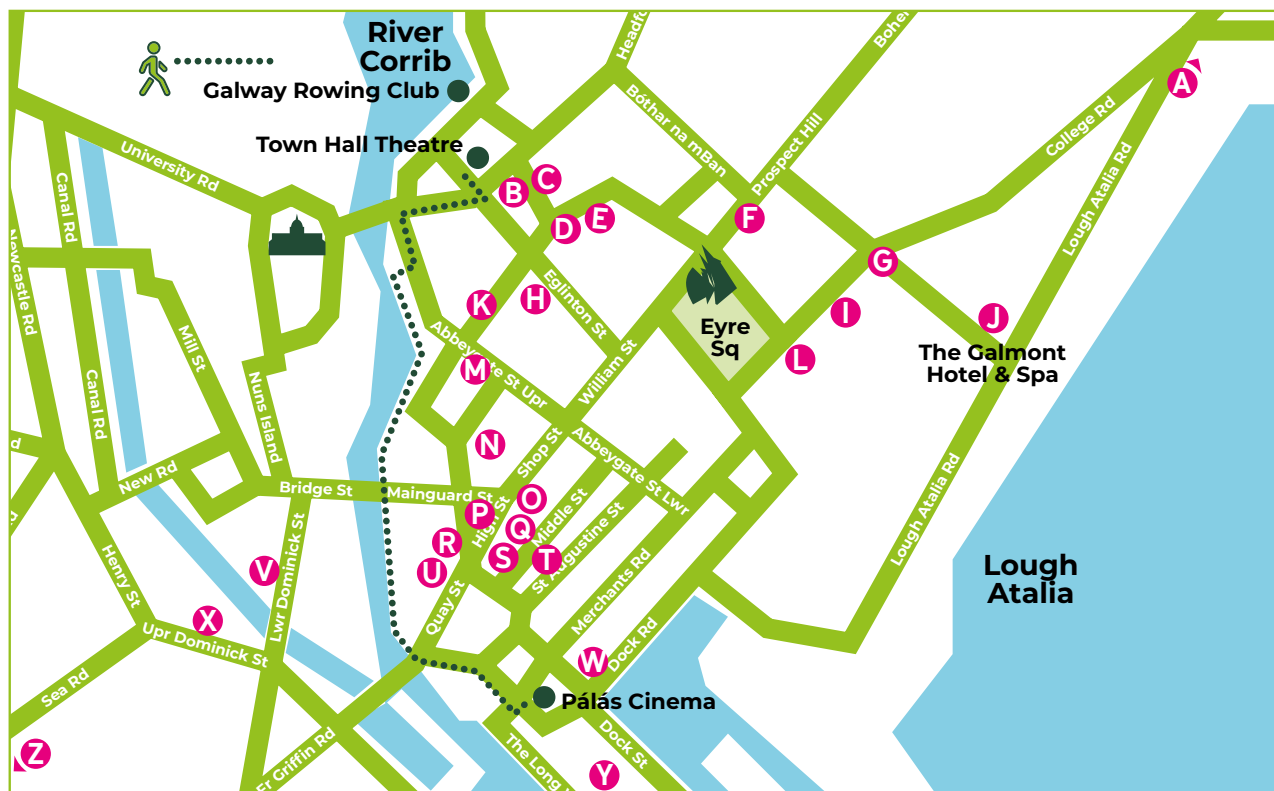 River
Corrib
Galway Rowing Club
Town Hall Theatre
Headfo
Bohe
Bóthar na mBan
Prospect Hill
College Rd
Lough Atalia Rd
A
B
C
D
E
F
G
University Rd
Canal Rd
Newcastle Rd
Canal Rd
Mill St
Nuns Island
K
H
Eglinton St
I
J
The Galmont
Hotel & Spa
Eyre
Sq
L
Abbeygate St Upr
M
William St
N
Shop St
Abbeygate St Lwr
d
New Rd
Bridge St
Mainguard St
O
P
High St
Q
Middle St
R
S
T
St Augustine St
U
Lough Atalia Rd
Lough
Atalia
Henry St
V
Lwr Dominick St
X
Upr Dominick St
Quay St
Merchants Rd
Dock Rd
W
Sea Rd
Pálás Cinema
Z
Fr Griffin Rd
The Long
Dock St
Y